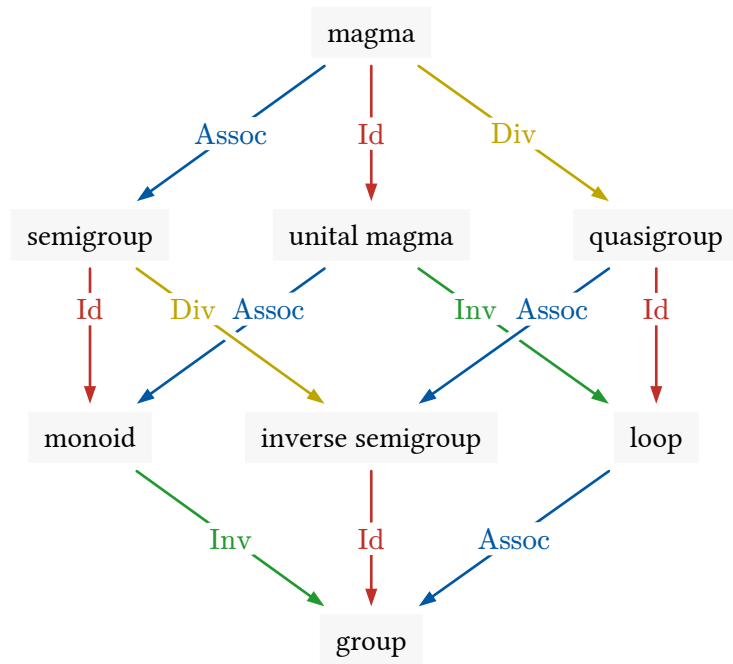 magma
Assoc Id Div
semigroup unital magma quasigroup
Id Div Assoc Inv Assoc Id
monoid inverse semigroup loop
Inv Id Assoc
group